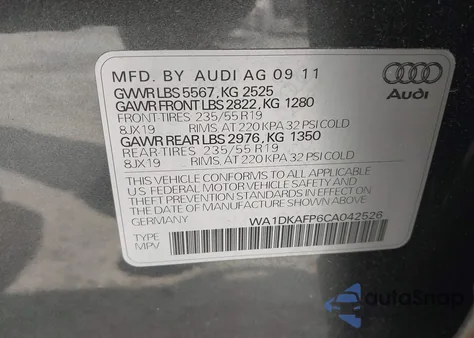 MFD. BY AUDI AG 09 11
GVWR LBS 5567, KG 2525
GAWR FRONT LBS 2822, KG 1280
FRONT-TIRES 235/55 R19
8JX19 RIMS, AT 220 KPA 32 PSI COLD
GAWR REAR LBS 2976, KG 1350
REAR-TIRES 235/55 R19
8JX19 RIMS, AT 220 KPA 32 PSI COLD
THIS VEHICLE CONFORMS TO ALL APPLICABLE
U.S. FEDERAL MOTOR VEHICLE SAFETY AND
THEFT PREVENTION STANDARDS IN EFFECT
ON THE DATE OF MANUFACTURE SHOWN ABOVE
GERMANY WA1DKAFP6CA042526
TYPE
MPV
Audi
autoSnap